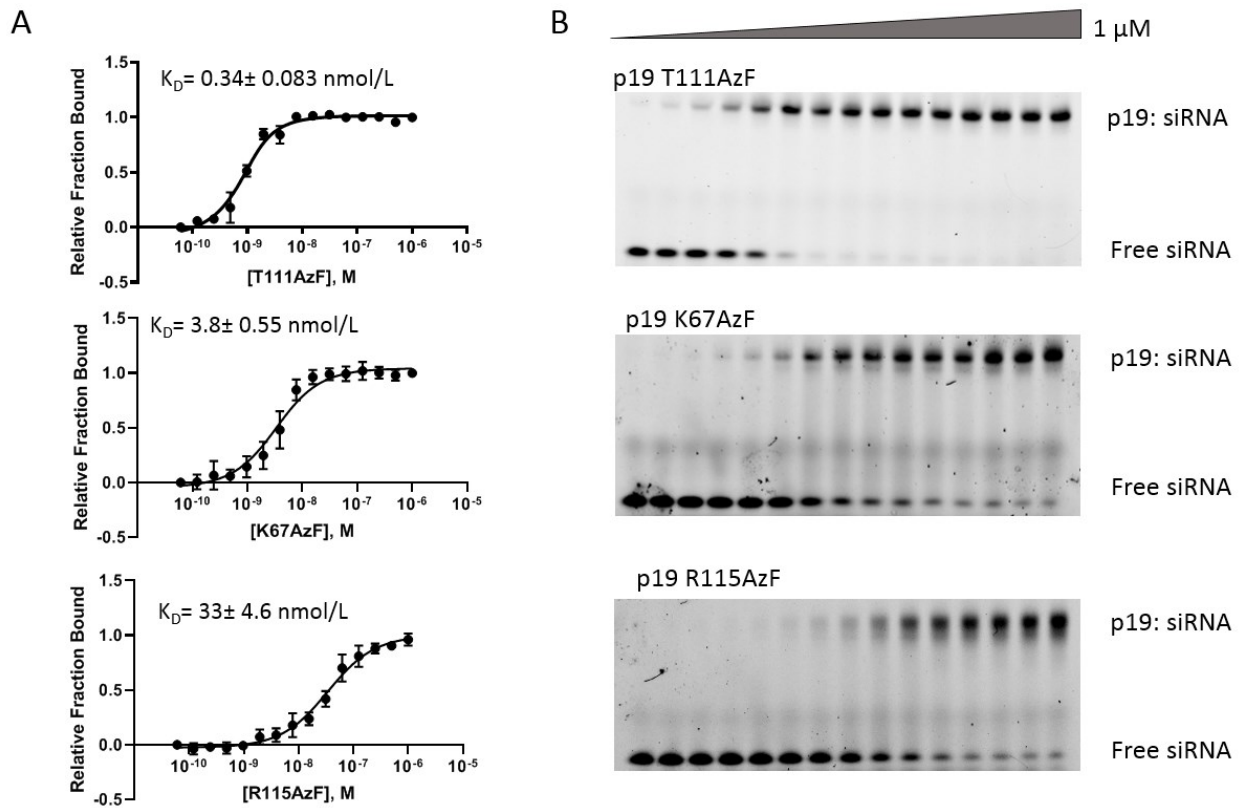 A
K_D= 0.34± 0.083 nmol/L
Relative Fraction Bound
1.5
1.0
0.5
0.0
-0.5
10^-10 10^-9 10^-8 10^-7 10^-6 10^-5
[T111AzF], M
K_D= 3.8± 0.55 nmol/L
Relative Fraction Bound
1.5
1.0
0.5
0.0
-0.5
10^-10 10^-9 10^-8 10^-7 10^-6 10^-5
[K67AzF], M
K_D= 33± 4.6 nmol/L
Relative Fraction Bound
1.5
1.0
0.5
0.0
-0.5
10^-10 10^-9 10^-8 10^-7 10^-6 10^-5
[R115AzF], M
B
1 µM
p19 T111AzF
p19: siRNA
Free siRNA
p19 K67AzF
p19: siRNA
Free siRNA
p19 R115AzF
p19: siRNA
Free siRNA